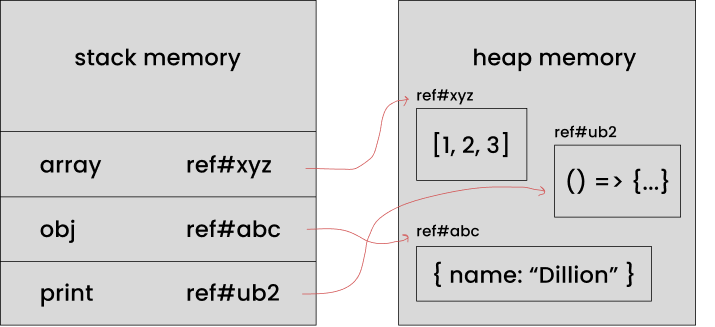 stack memory
array ref#xyz
obj ref#abc
print ref#ub2
heap memory
ref#xyz
[1, 2, 3]
ref#ub2
() => {...}
ref#abc
{ name: “Dillion” }